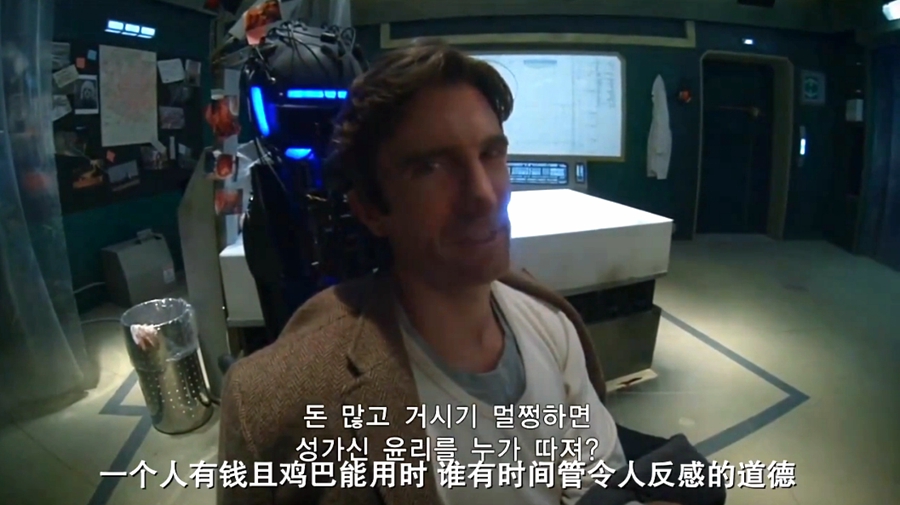 돈 많고 거시기 멀쩡하면
성가신 윤리를 누가 따져?
一个人有钱且鸡巴能用时 谁有时间管令人反感的道德